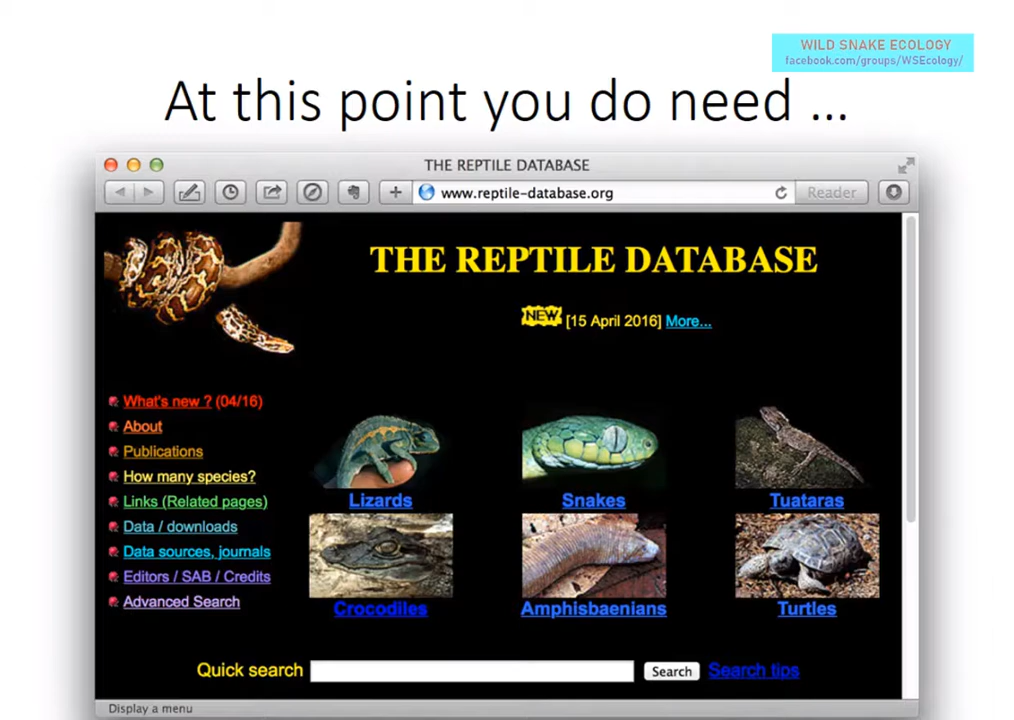 WILD SNAKE ECOLOGY
facebook.com/groups/WSEcology/
At this point you do need ...
THE REPTILE DATABASE
www.reptile-database.org
Reader
THE REPTILE DATABASE
NEW [15 April 2016] More...
What's new ? (04/16)
About
Publications
How many species?
Links (Related pages)
Data / downloads
Data sources, journals
Editors / SAB / Credits
Advanced Search
Lizards
Snakes
Tuataras
Crocodiles
Amphisbaenians
Turtles
Quick search
Search
Search tips
Display a menu